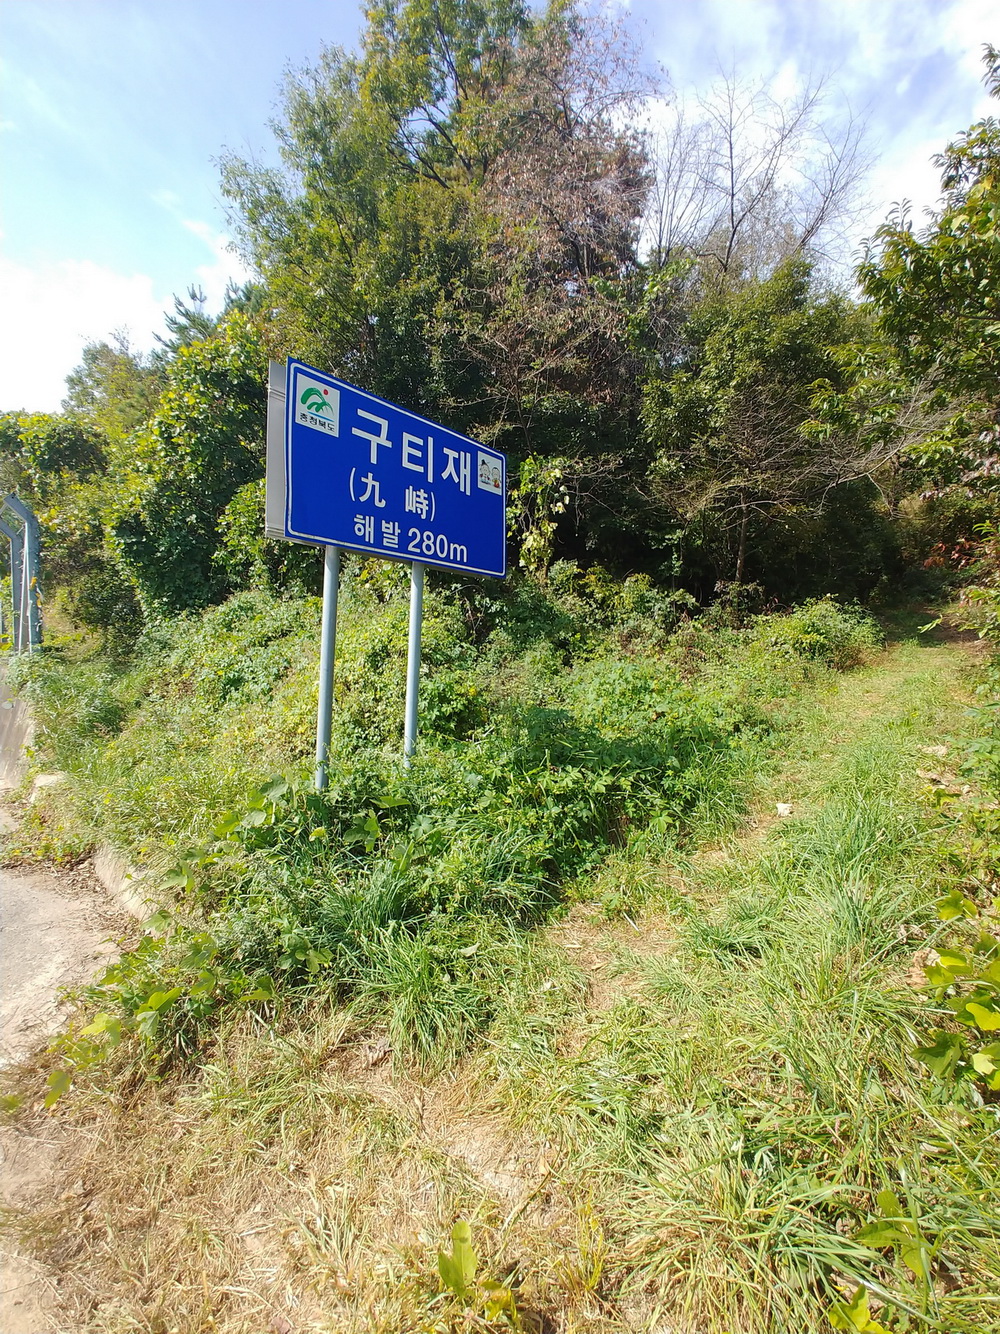 충청북도
구티재
(九 峙)
해발 280m